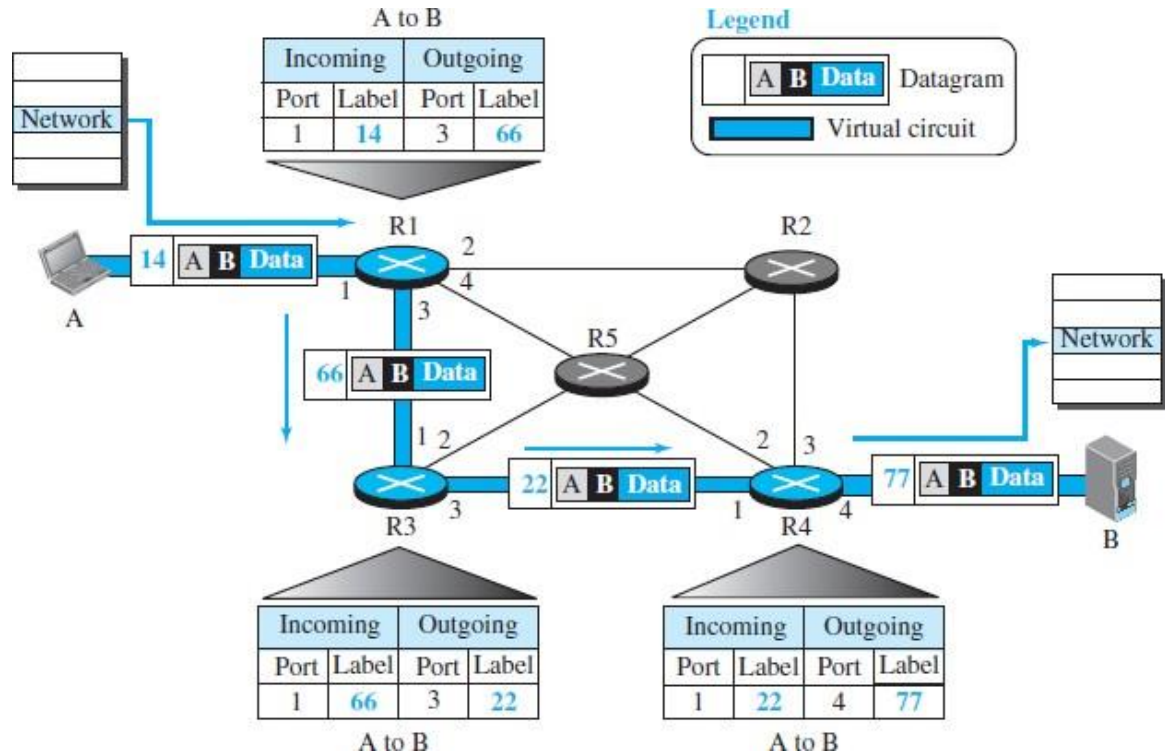 A to B
Incoming Outgoing
Port Label Port Label
1 14 3 66
Legend
A B Data Datagram
Virtual circuit
Network
R1
R2
14 A B Data
1
2
4
3
A
R5
Network
66 A B Data
1 2
2 3
22 A B Data
77 A B Data
3
1
4
R3
R4
B
Incoming Outgoing
Port Label Port Label
1 66 3 22
A to B
Incoming Outgoing
Port Label Port Label
1 22 4 77
A to B